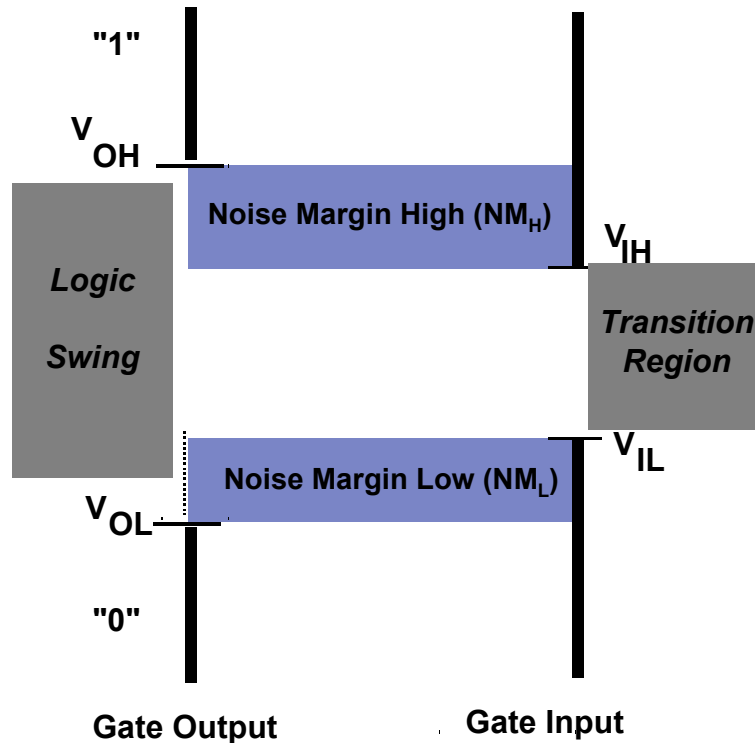 "1"
V
OH
Noise Margin High (NMH)
VIH
Logic
Swing
Transition
Region
Noise Margin Low (NML)
VIL
VOL
"0"
Gate Output
Gate Input